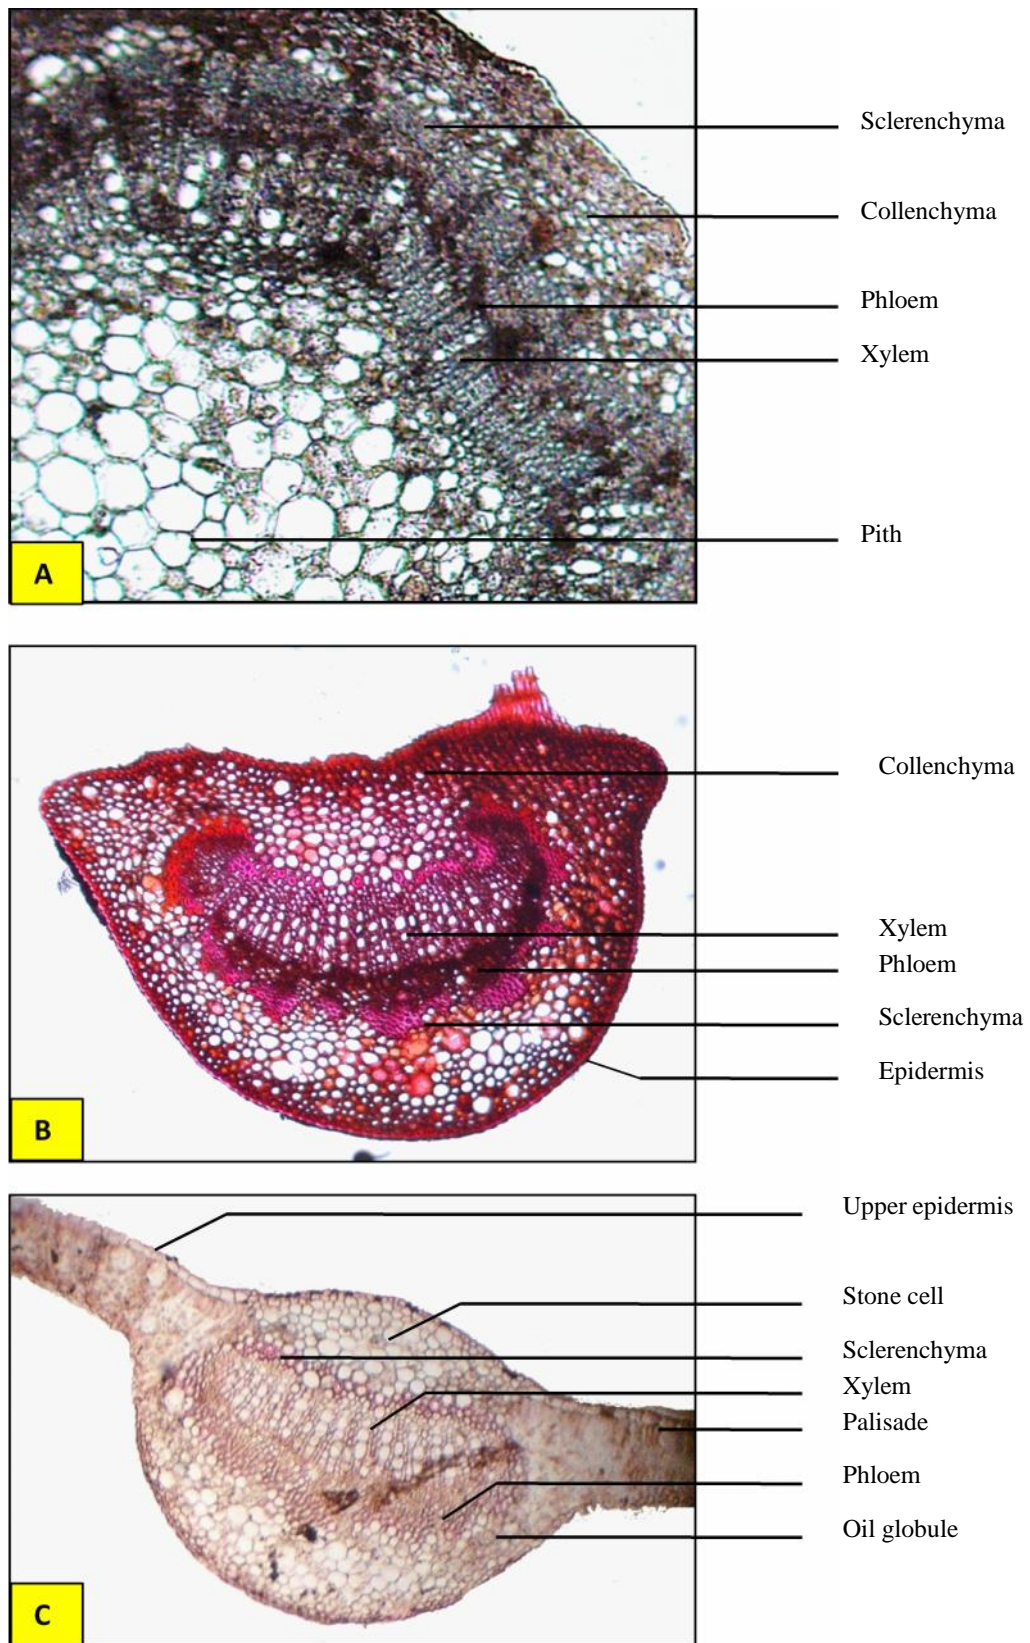 Sclerenchyma
Collenchyma
Phloem
Xylem
Pith
A
Collenchyma
Xylem
Phloem
Sclerenchyma
Epidermis
B
Upper epidermis
Stone cell
Sclerenchyma
Xylem
Palisade
Phloem
Oil globule
C